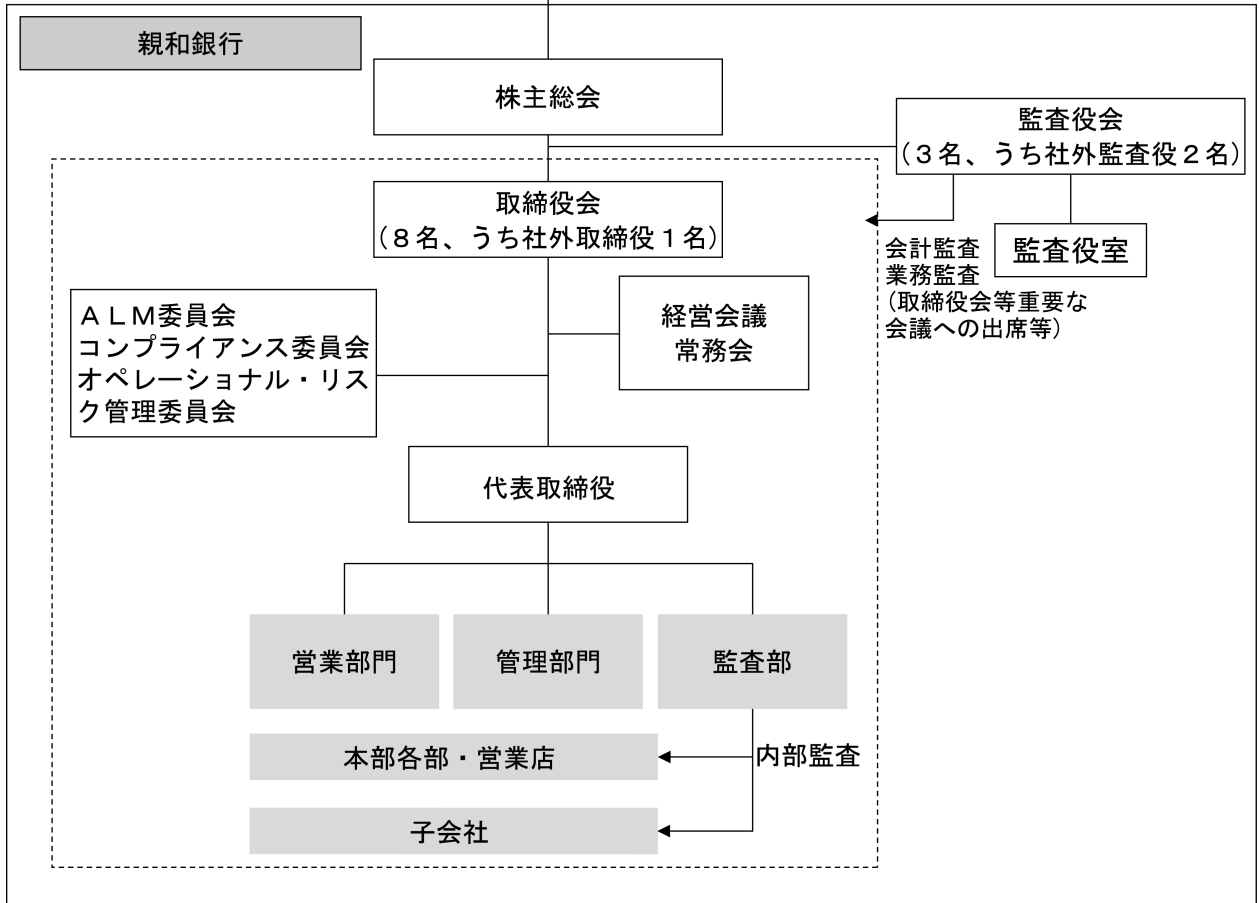 親和銀行
株主総会
監査役会
(3名、うち社外監査役2名)
取締役会
(8名、うち社外取締役1名)
監査役室
会計監査
業務監査
(取締役会等重要な
会議への出席等)
経営会議
常務会
ALM委員会
コンプライアンス委員会
オペレーショナル・リス
ク管理委員会
代表取締役
営業部門
管理部門
監査部
本部各部・営業店
内部監査
子会社